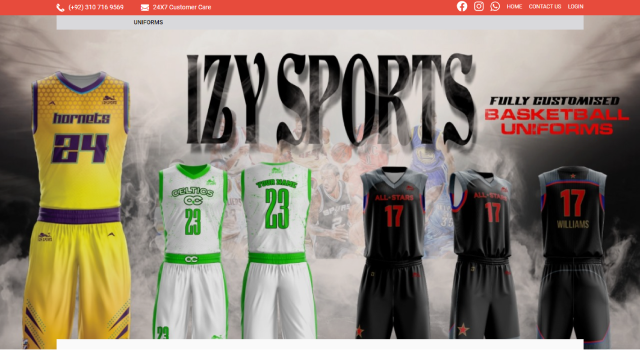 (+92) 310 716 9569
24X7 Customer Care
HOME
CONTACT US
LOGIN
UNIFORMS
IZY SPORTS
FULLY CUSTOMISED
BASKETBALL
UNIFORMS
hornets
24
CELTICS
23
YOUR NAME
23
ALL-STARS
17
ALL-STARS
17
17
WILLIAMS
23